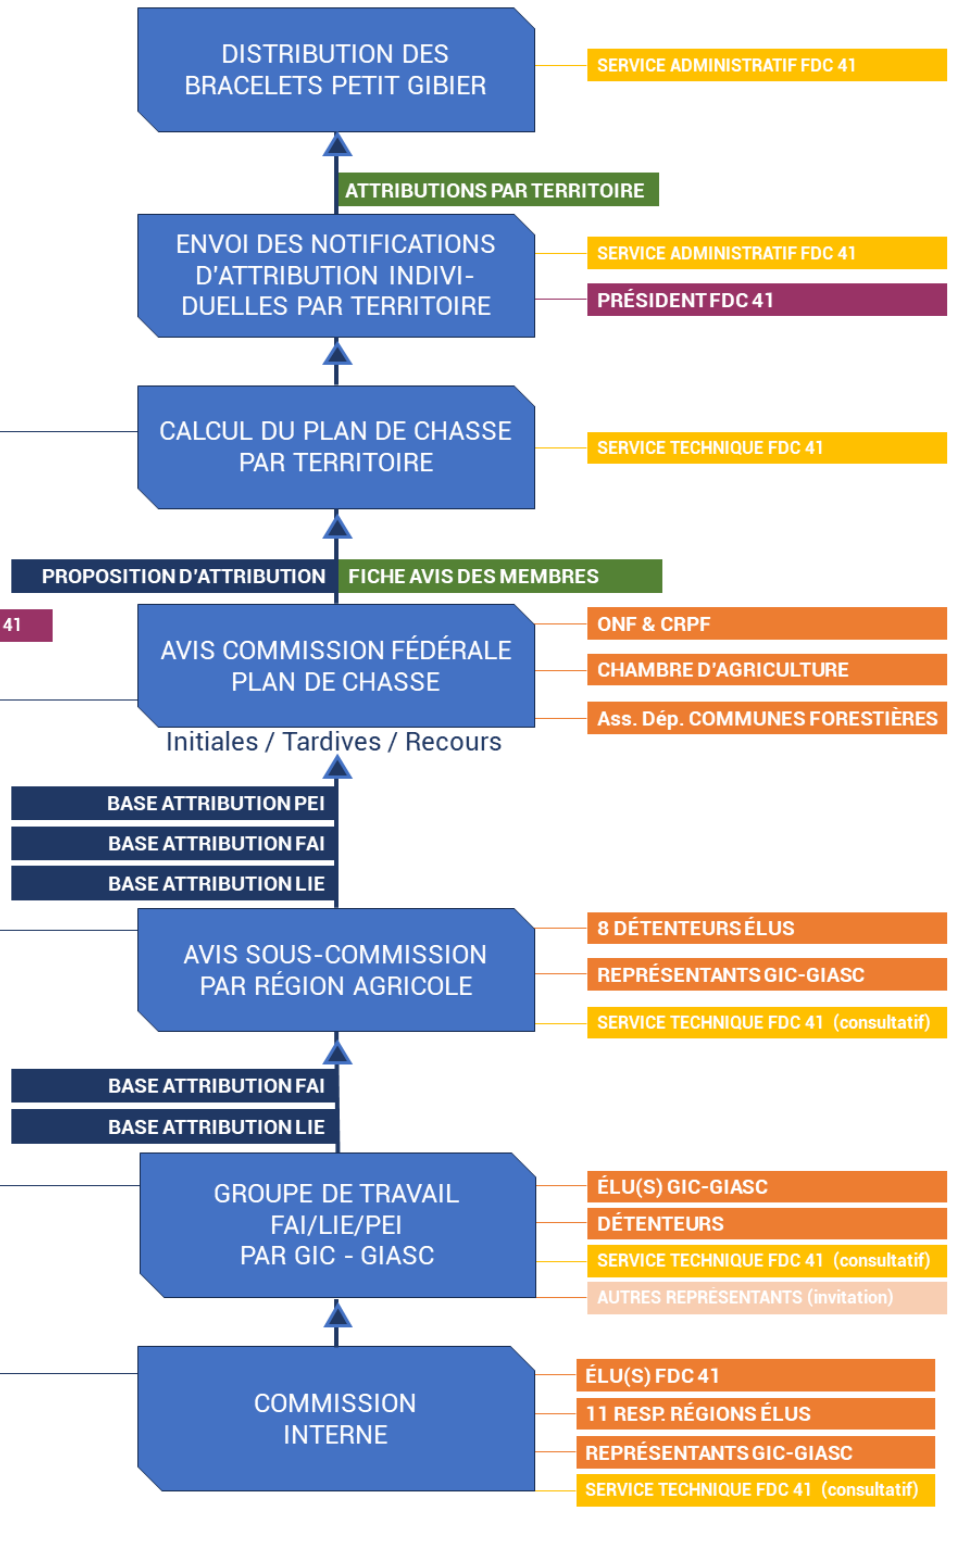 DISTRIBUTION DES
BRACELETS PETIT GIBIER
SERVICE ADMINISTRATIF FDC 41
ATTRIBUTIONS PAR TERRITOIRE
ENVOI DES NOTIFICATIONS
D'ATTRIBUTION INDIVI-
DUELLES PAR TERRITOIRE
SERVICE ADMINISTRATIF FDC 41
PRÉSIDENT FDC 41
CALCUL DU PLAN DE CHASSE
PAR TERRITOIRE
SERVICE TECHNIQUE FDC 41
PROPOSITION D'ATTRIBUTION
FICHE AVIS DES MEMBRES
41
AVIS COMMISSION FÉDÉRALE
PLAN DE CHASSE
ONF & CRPF
CHAMBRE D'AGRICULTURE
Ass. Dép. COMMUNES FORESTIÈRES
Initiales / Tardives / Recours
BASE ATTRIBUTION PEI
BASE ATTRIBUTION FAI
BASE ATTRIBUTION LIE
AVIS SOUS-COMMISSION
PAR RÉGION AGRICOLE
8 DÉTENTEURS ÉLUS
REPRÉSENTANTS GIC-GIASC
SERVICE TECHNIQUE FDC 41 (consultatif)
BASE ATTRIBUTION FAI
BASE ATTRIBUTION LIE
GROUPE DE TRAVAIL
FAI/LIE/PEI
PAR GIC - GIASC
ÉLU(S) GIC-GIASC
DÉTENTEURS
SERVICE TECHNIQUE FDC 41 (consultatif)
AUTRES REPRÉSENTANTS (invitation)
COMMISSION
INTERNE
ÉLU(S) FDC 41
11 RESP. RÉGIONS ÉLUS
REPRÉSENTANTS GIC-GIASC
SERVICE TECHNIQUE FDC 41 (consultatif)